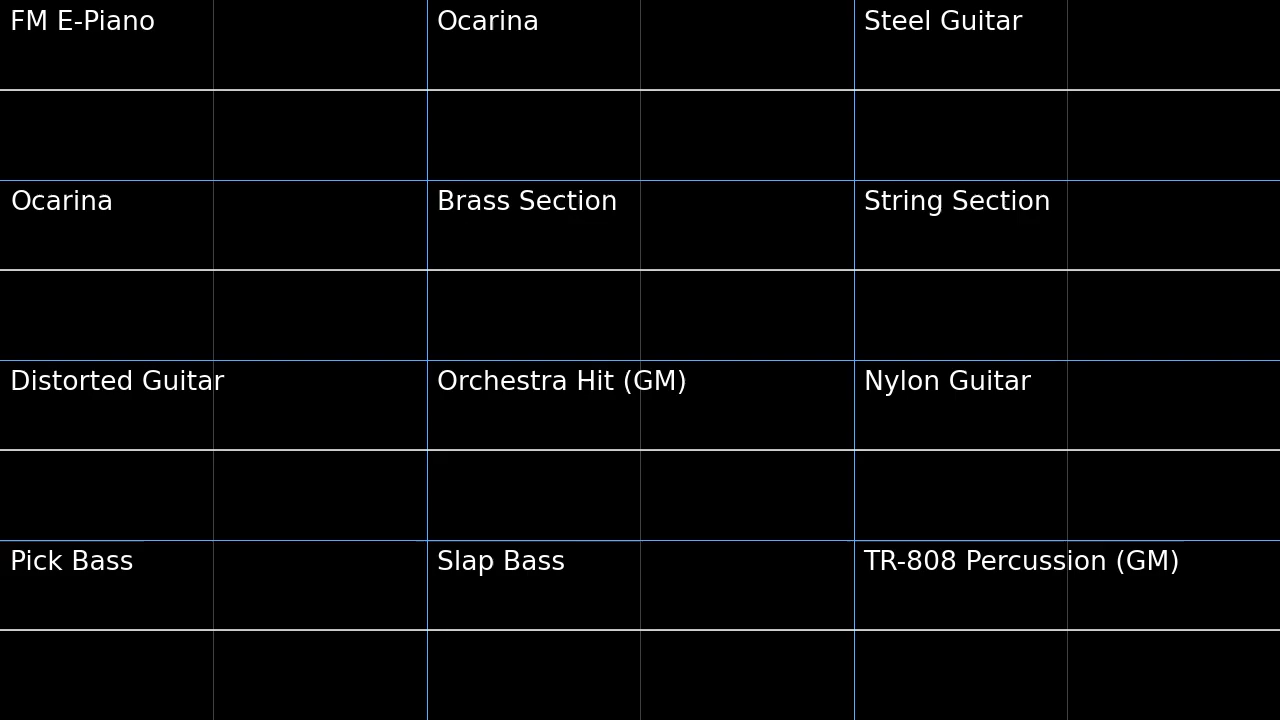 FM E-Piano
Ocarina
Steel Guitar
Ocarina
Brass Section
String Section
Distorted Guitar
Orchestra Hit (GM)
Nylon Guitar
Pick Bass
Slap Bass
TR-808 Percussion (GM)